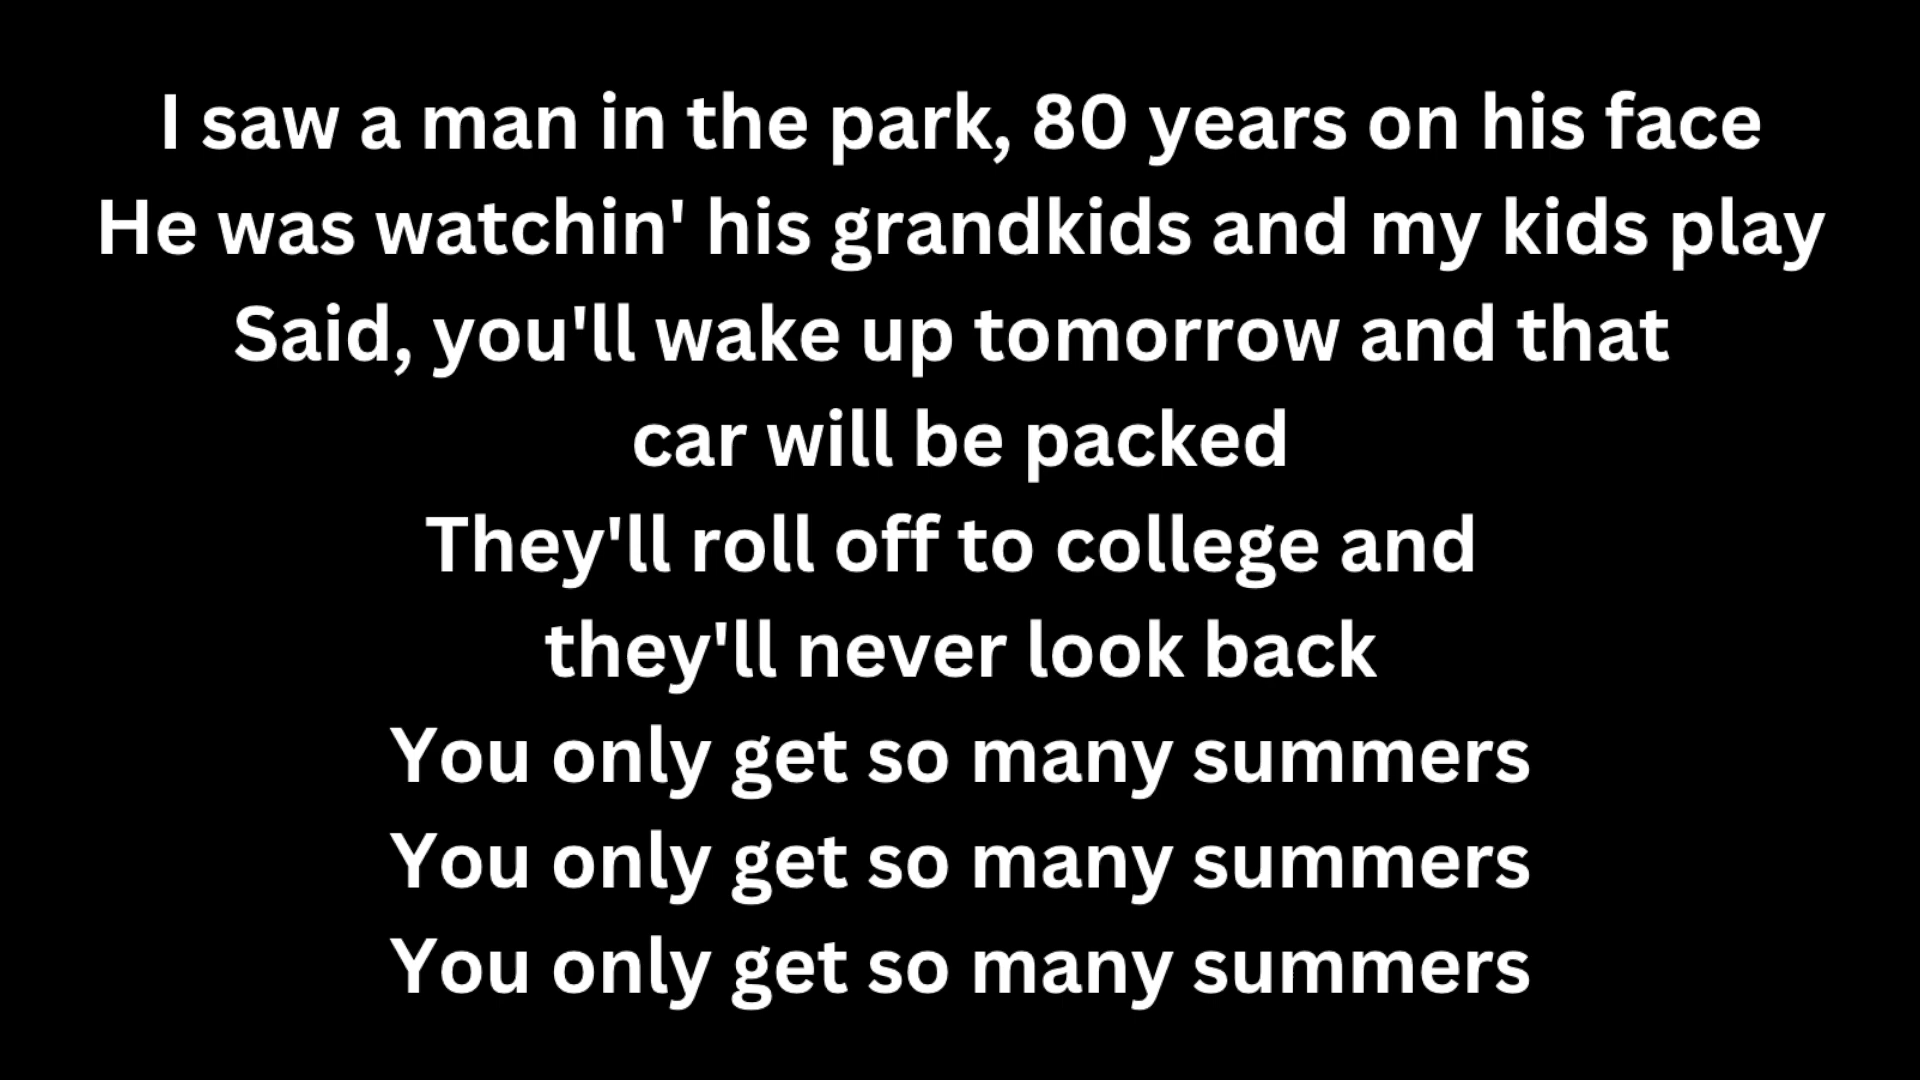 I saw a man in the park, 80 years on his face
He was watchin' his grandkids and my kids play
Said, you'll wake up tomorrow and that
car will be packed
They'll roll off to college and
they'll never look back
You only get so many summers
You only get so many summers
You only get so many summers